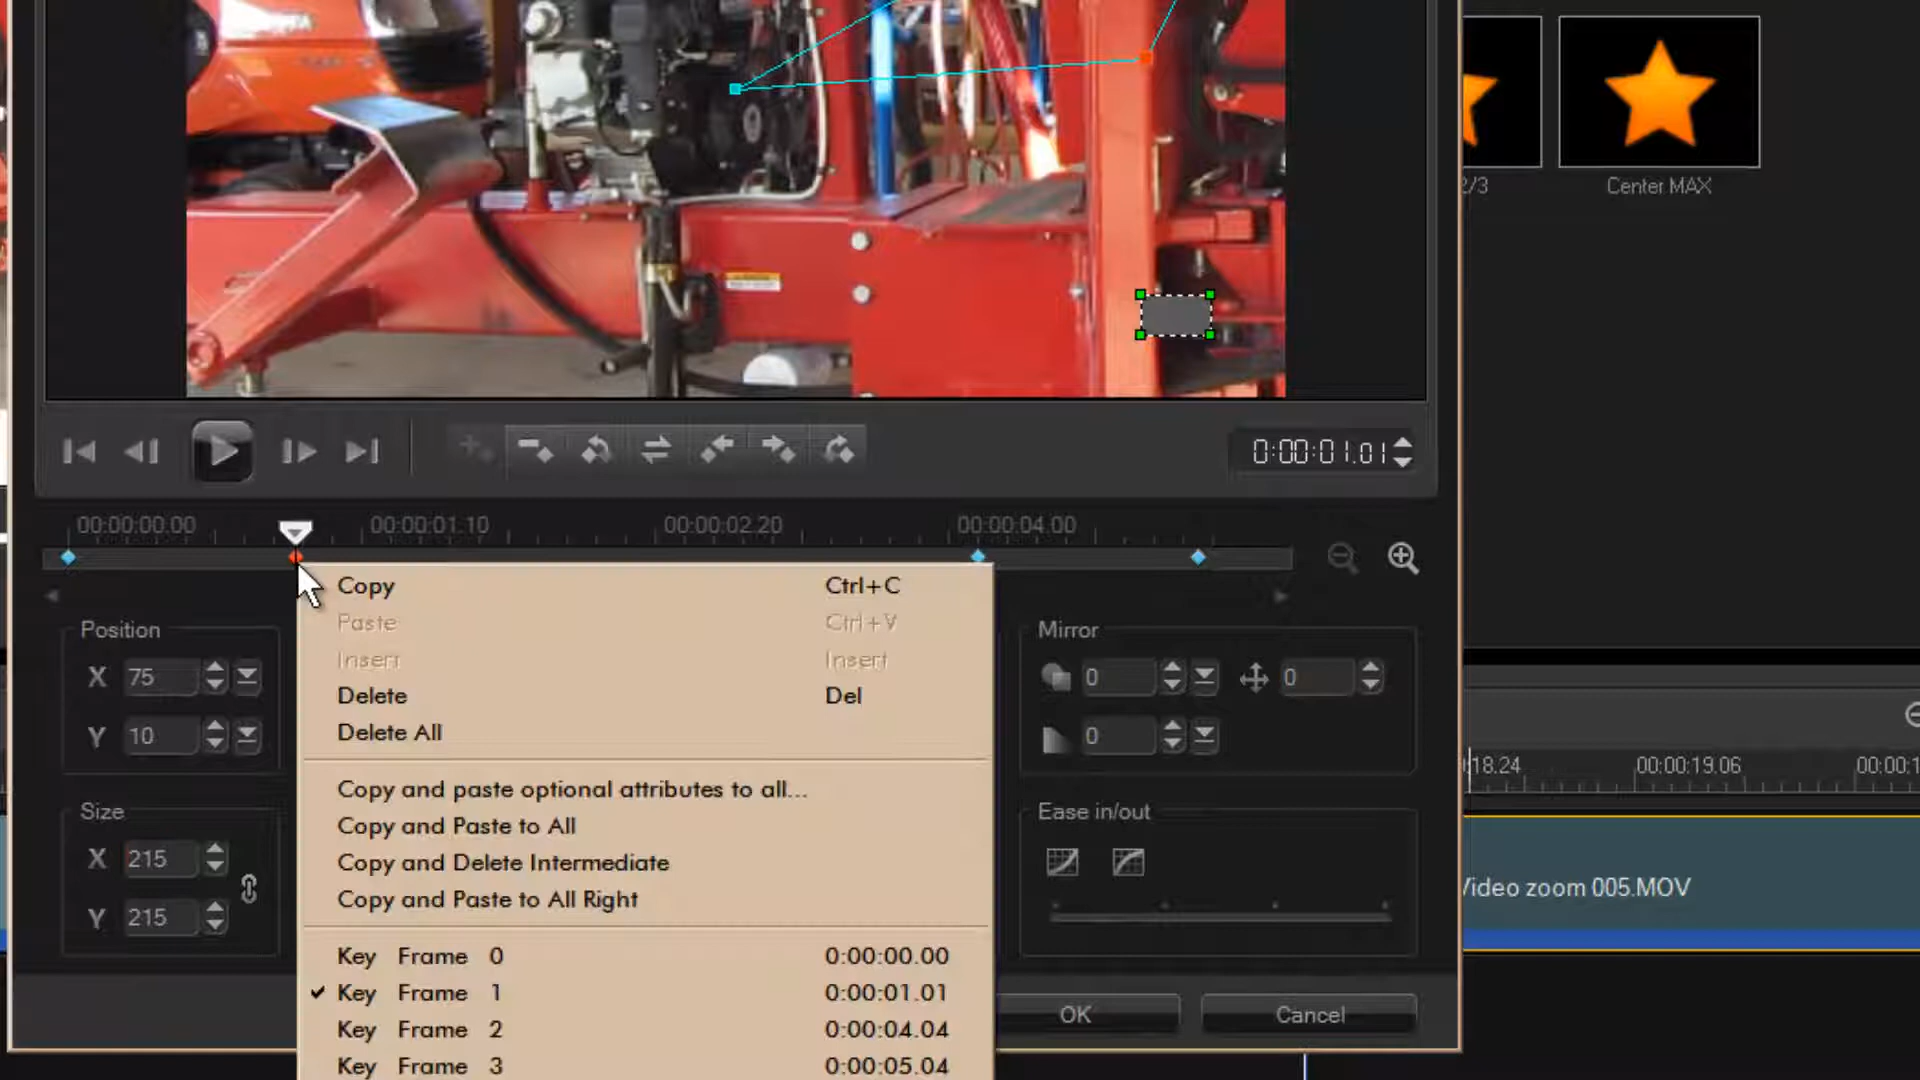 2/3
Center MAX
0:00:01.01
00:00:00.00
00:00:01.10
00:00:02.20
00:00:04.00
Copy Ctrl+C
Paste Ctrl+V
Insert Insert
Delete Del
Delete All
Copy and paste optional attributes to all...
Copy and Paste to All
Copy and Delete Intermediate
Copy and Paste to All Right
Key Frame 0 0:00:00.00
Key Frame 1 0:00:01.01
Key Frame 2 0:00:04.04
Key Frame 3 0:00:05.04
Position
X 75
Y 10
Size
X 215
Y 215
Mirror
0 0
0
Ease in/out
OK Cancel
18.24 00:00:19.06 00:00:1
Video zoom 005.MOV